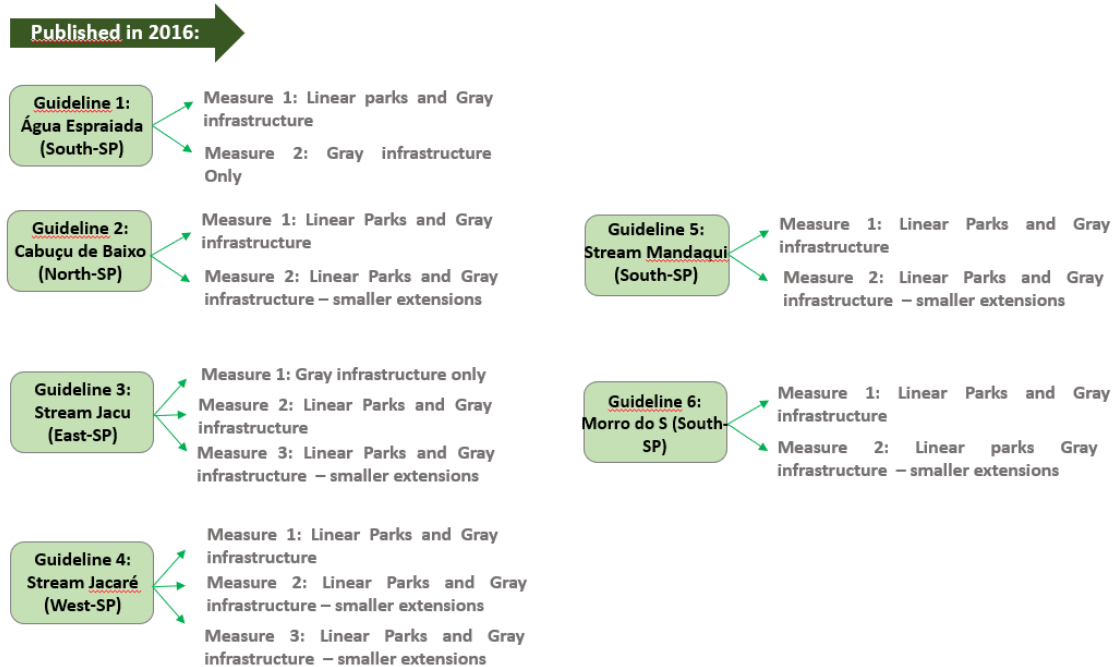 Published in 2016:
Guideline 1:
Água Espraiada
(South-SP)
Measure 1: Linear parks and Gray
infrastructure
Measure 2: Gray infrastructure
Only
Guideline 2:
Cabuçu de Baixo
(North-SP)
Measure 1: Linear Parks and Gray
infrastructure
Measure 2: Linear Parks and Gray
infrastructure – smaller extensions
Guideline 3:
Stream Jacu
(East-SP)
Measure 1: Gray infrastructure only
Measure 2: Linear Parks and Gray
infrastructure
Measure 3: Linear Parks and Gray
infrastructure – smaller extensions
Guideline 4:
Stream Jacaré
(West-SP)
Measure 1: Linear Parks and Gray
infrastructure
Measure 2: Linear Parks and Gray
infrastructure – smaller extensions
Measure 3: Linear Parks and Gray
infrastructure – smaller extensions
Guideline 5:
Stream Mandaqui
(South-SP)
Measure 1: Linear Parks and Gray
infrastructure
Measure 2: Linear Parks and Gray
infrastructure – smaller extensions
Guideline 6:
Morro do S (South-
SP)
Measure 1: Linear Parks and Gray
infrastructure
Measure 2: Linear parks Gray
infrastructure – smaller extensions